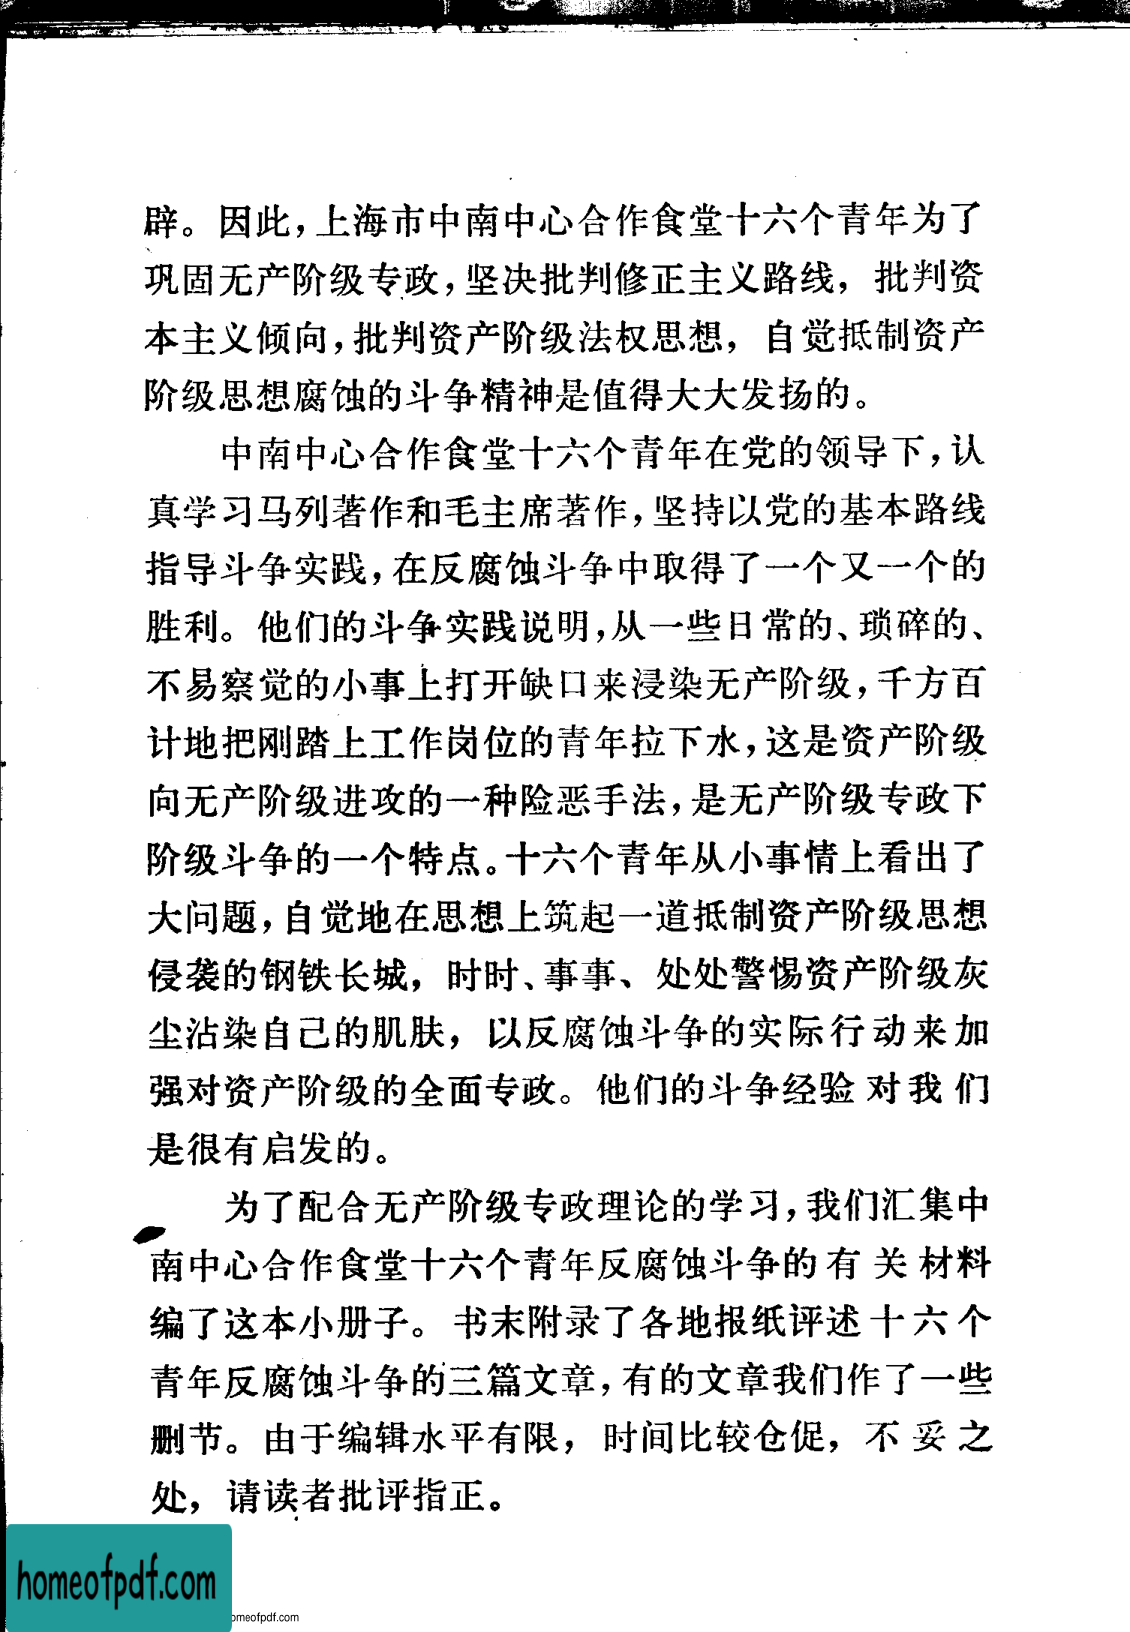 辟。因此，上海市中南中心合作食堂十六个青年为了
巩固无产阶级专政，坚决批判修正主义路线，批判资
本主义倾向，批判资产阶级法权思想，自觉抵制资产
阶级思想腐蚀的斗争精神是值得大大发扬的。
中南中心合作食堂十六个青年在党的领导下，认
真学习马列著作和毛主席著作，坚持以党的基本路线
指导斗争实践，在反腐蚀斗争中取得了一个又一个的
胜利。他们的斗争实践说明，从一些日常的、琐碎的、
不易察觉的小事上打开缺口来浸染无产阶级，千方百
计地把刚踏上工作岗位的青年拉下水，这是资产阶级
向无产阶级进攻的一种险恶手法，是无产阶级专政下
阶级斗争的一个特点。十六个青年从小事情上看出了
大问题，自觉地在思想上筑起一道抵制资产阶级思想
侵袭的钢铁长城，时时、事事、处处警惕资产阶级灰
尘沾染自己的肌肤，以反腐蚀斗争的实际行动来加
强对资产阶级的全面专政。他们的斗争经验对我们
是很有启发的。
为了配合无产阶级专政理论的学习，我们汇集中
南中心合作食堂十六个青年反腐蚀斗争的有关材料
编了这本小册子。书末附录了各地报纸评述十六个
青年反腐蚀斗争的三篇文章，有的文章我们作了一些
删节。由于编辑水平有限，时间比较仓促，不妥之
处，请读者批评指正。
homeofpdf.com
omeofpdf.com